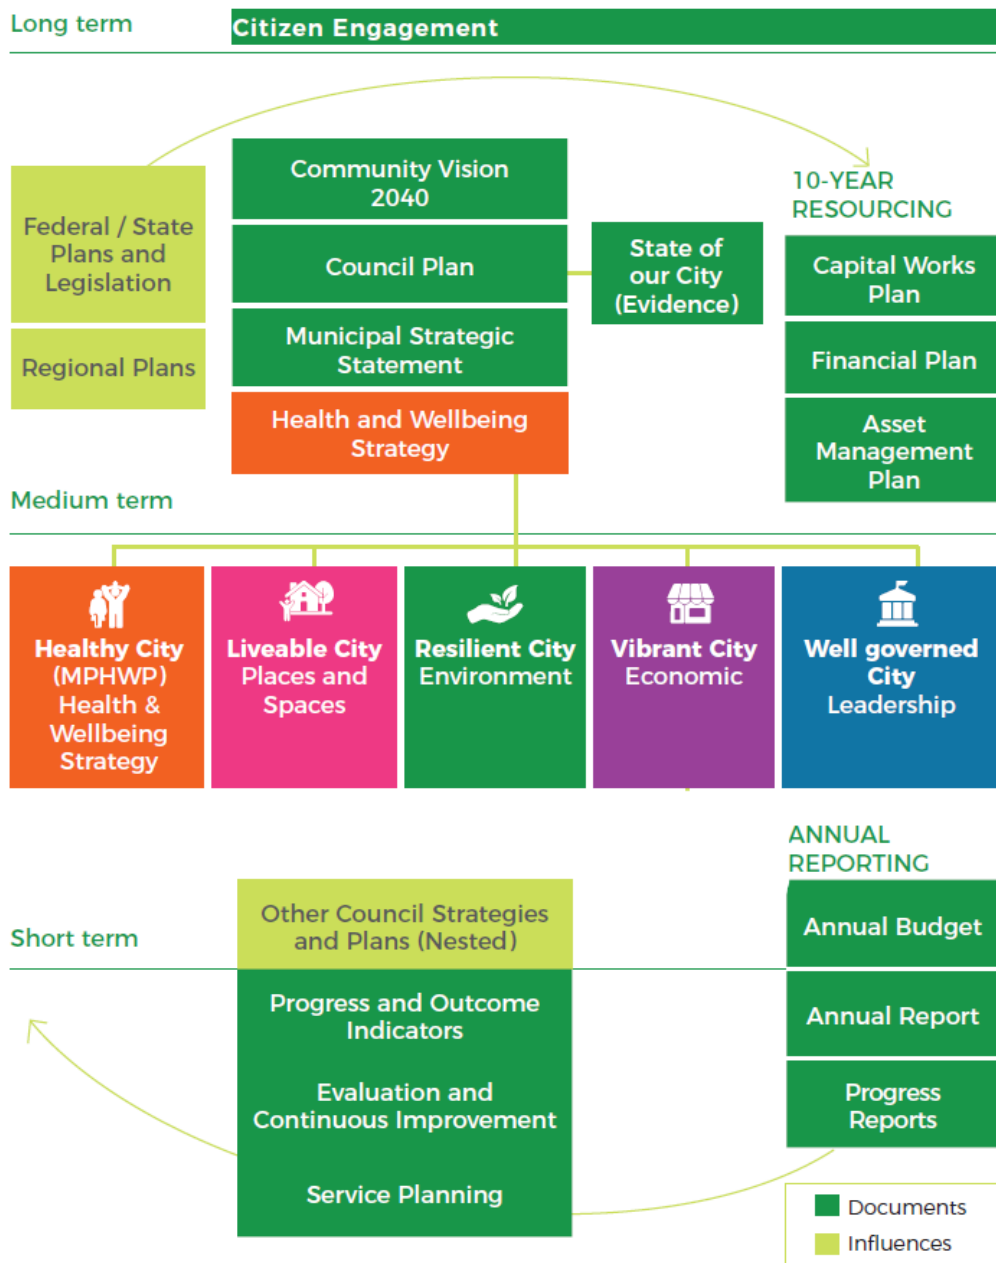 Long term
Citizen Engagement
Federal / State
Plans and
Legislation
Regional Plans
Community Vision
2040
Council Plan
Municipal Strategic
Statement
Health and Wellbeing
Strategy
State of
our City
(Evidence)
10-YEAR
RESOURCING
Capital Works
Plan
Financial Plan
Asset
Management
Plan
Medium term
Healthy City
(MPHWP)
Health &
Wellbeing
Strategy
Liveable City
Places and
Spaces
Resilient City
Environment
Vibrant City
Economic
Well governed
City
Leadership
Short term
Other Council Strategies
and Plans (Nested)
Progress and Outcome
Indicators
Evaluation and
Continuous Improvement
Service Planning
ANNUAL
REPORTING
Annual Budget
Annual Report
Progress
Reports
Documents
Influences